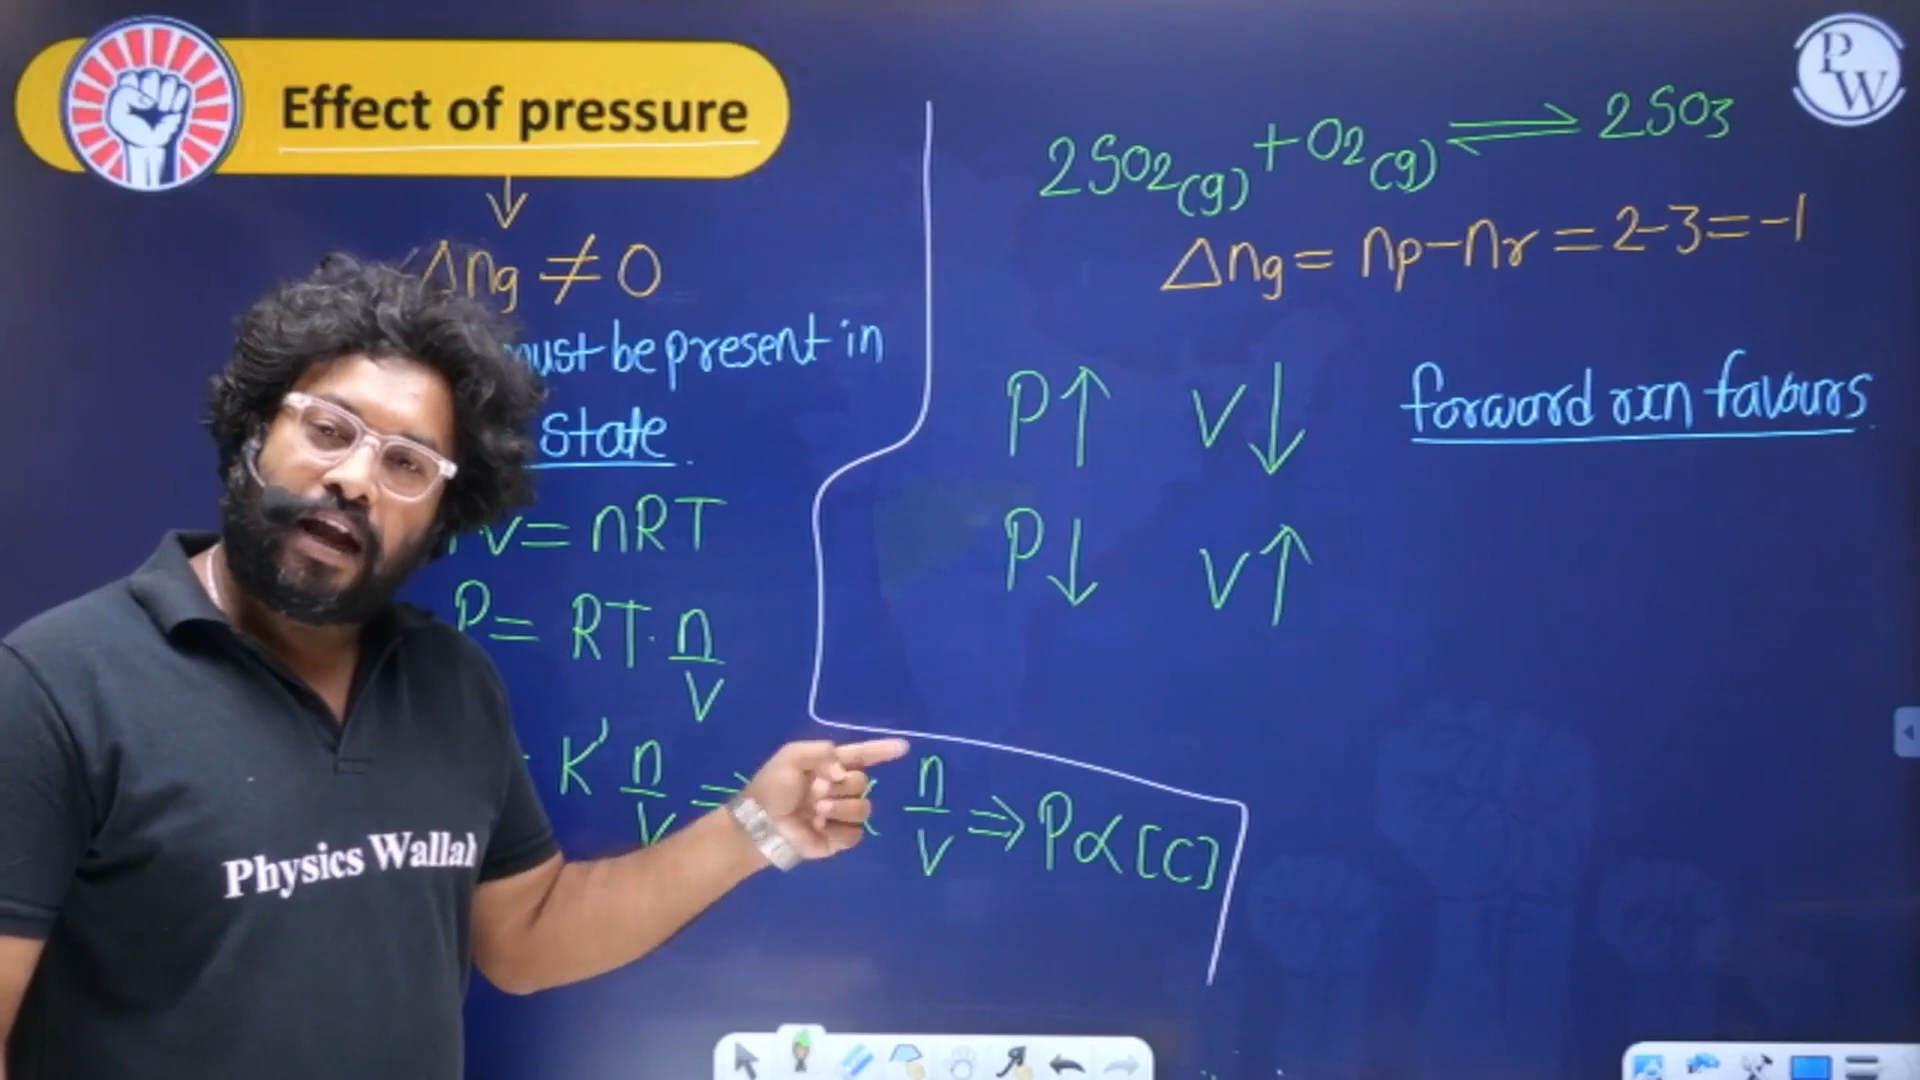 Effect of pressure
PW
Δng ≠ 0
must be present in
state
V = nRT
P = RT. n/V
K' n/V ⇒ ∝ n/V ⇒ P ∝ [C]
2SO2(g) + O2(g) ⇌ 2SO3
Δng = np - nr = 2-3 = -1
P↑ V↓ forward rxn favours
P↓ V↑
Physics Wallah